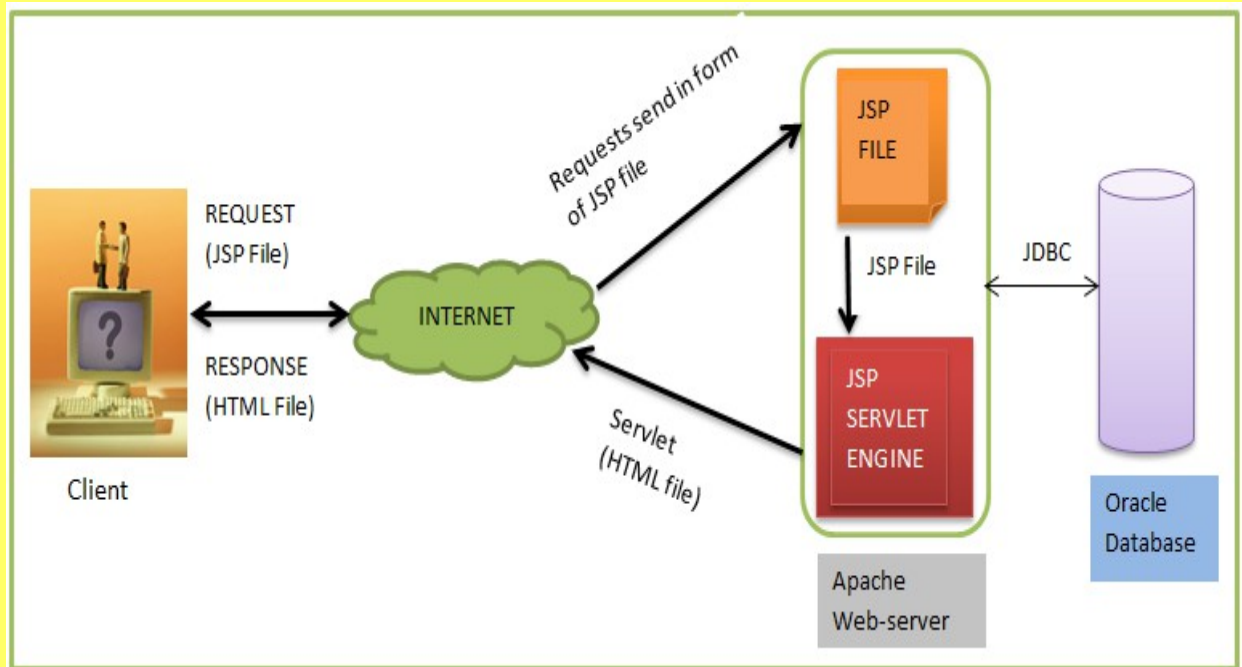 REQUEST
(JSP File)
RESPONSE
(HTML File)
Client
INTERNET
Requests send in form
of JSP file
Servlet
(HTML file)
JSP
FILE
JSP File
JSP
SERVLET
ENGINE
Apache
Web-server
JDBC
Oracle
Database
?